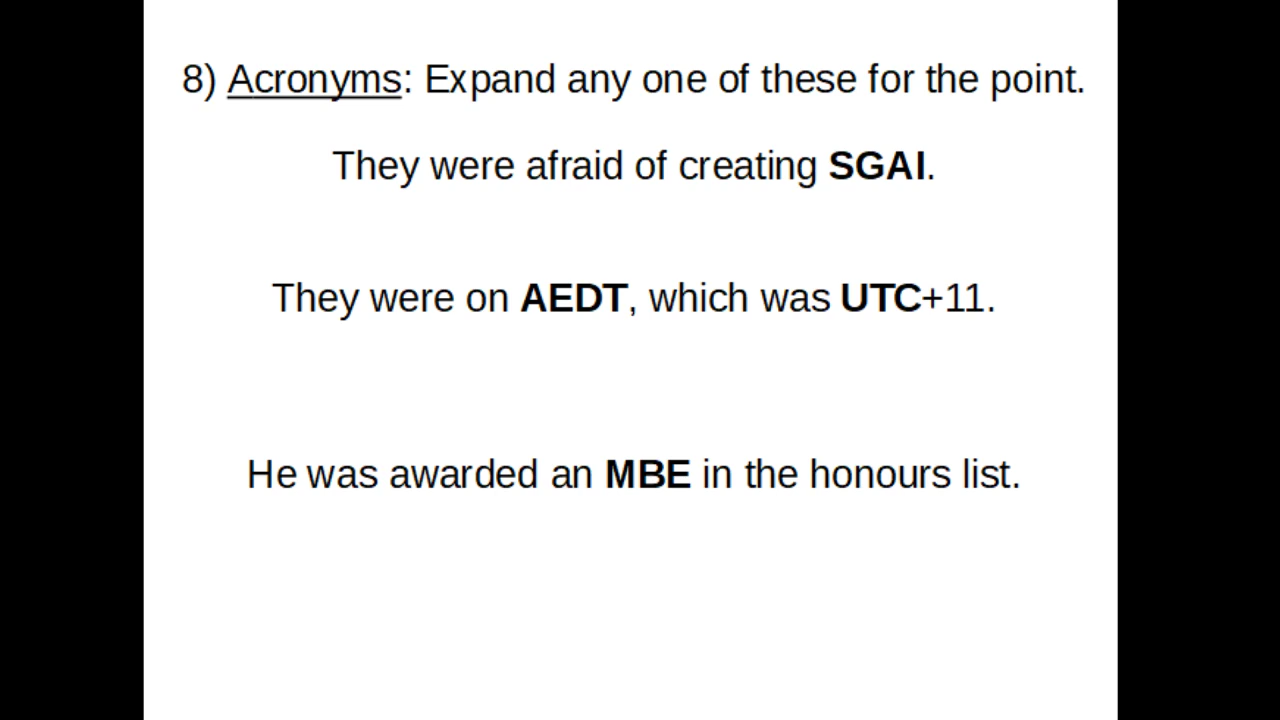 8) Acronyms: Expand any one of these for the point.
They were afraid of creating SGAI.
They were on AEDT, which was UTC+11.
He was awarded an MBE in the honours list.